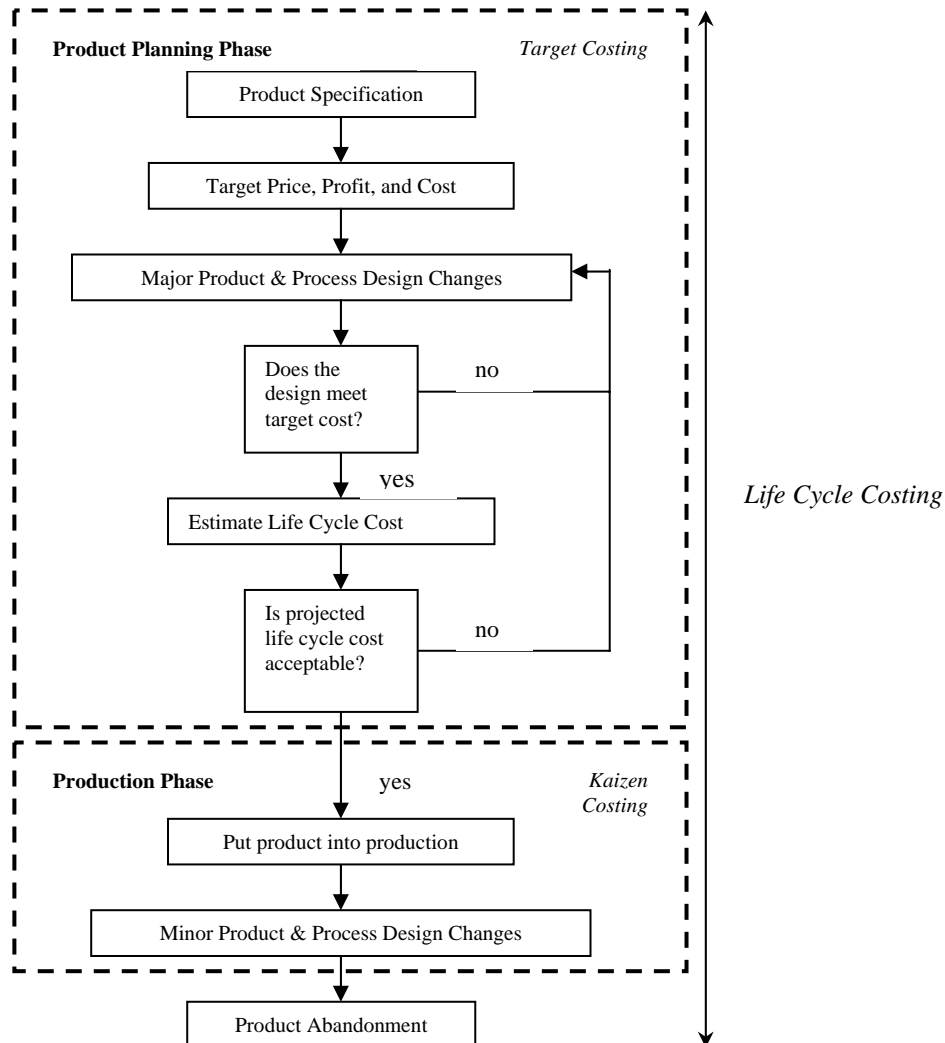 Product Planning Phase
Target Costing
Product Specification
Target Price, Profit, and Cost
Major Product & Process Design Changes
Does the
design meet
target cost?
no
yes
Estimate Life Cycle Cost
Life Cycle Costing
Is projected
life cycle cost
acceptable?
no
Production Phase
yes
Kaizen
Costing
Put product into production
Minor Product & Process Design Changes
Product Abandonment